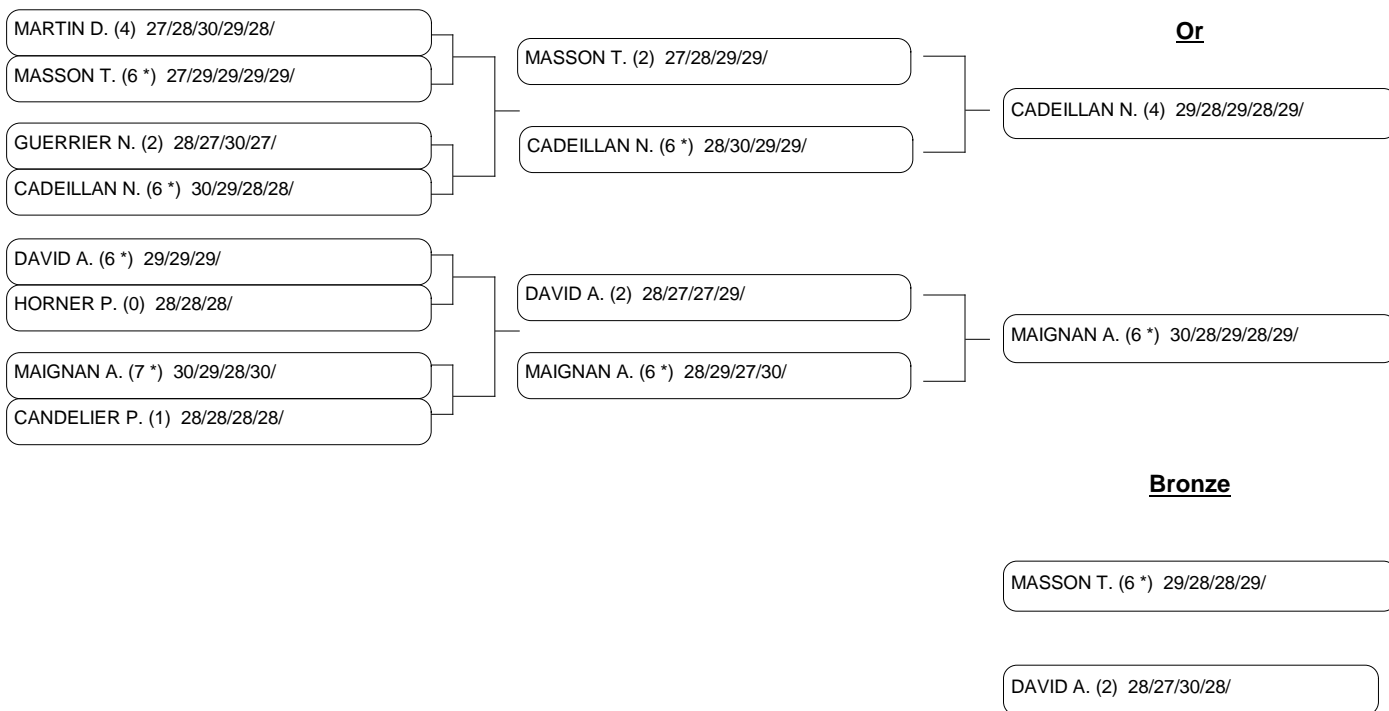 MARTIN D. (4) 27/28/30/29/28/
MASSON T. (6 *) 27/29/29/29/29/
GUERRIER N. (2) 28/27/30/27/
CADEILLAN N. (6 *) 30/29/28/28/
DAVID A. (6 *) 29/29/29/
HORNER P. (0) 28/28/28/
MAIGNAN A. (7 *) 30/29/28/30/
CANDELIER P. (1) 28/28/28/28/
MASSON T. (2) 27/28/29/29/
CADEILLAN N. (6 *) 28/30/29/29/
DAVID A. (2) 28/27/27/29/
MAIGNAN A. (6 *) 28/29/27/30/
Or
CADEILLAN N. (4) 29/28/29/28/29/
MAIGNAN A. (6 *) 30/28/29/28/29/
Bronze
MASSON T. (6 *) 29/28/28/29/
DAVID A. (2) 28/27/30/28/